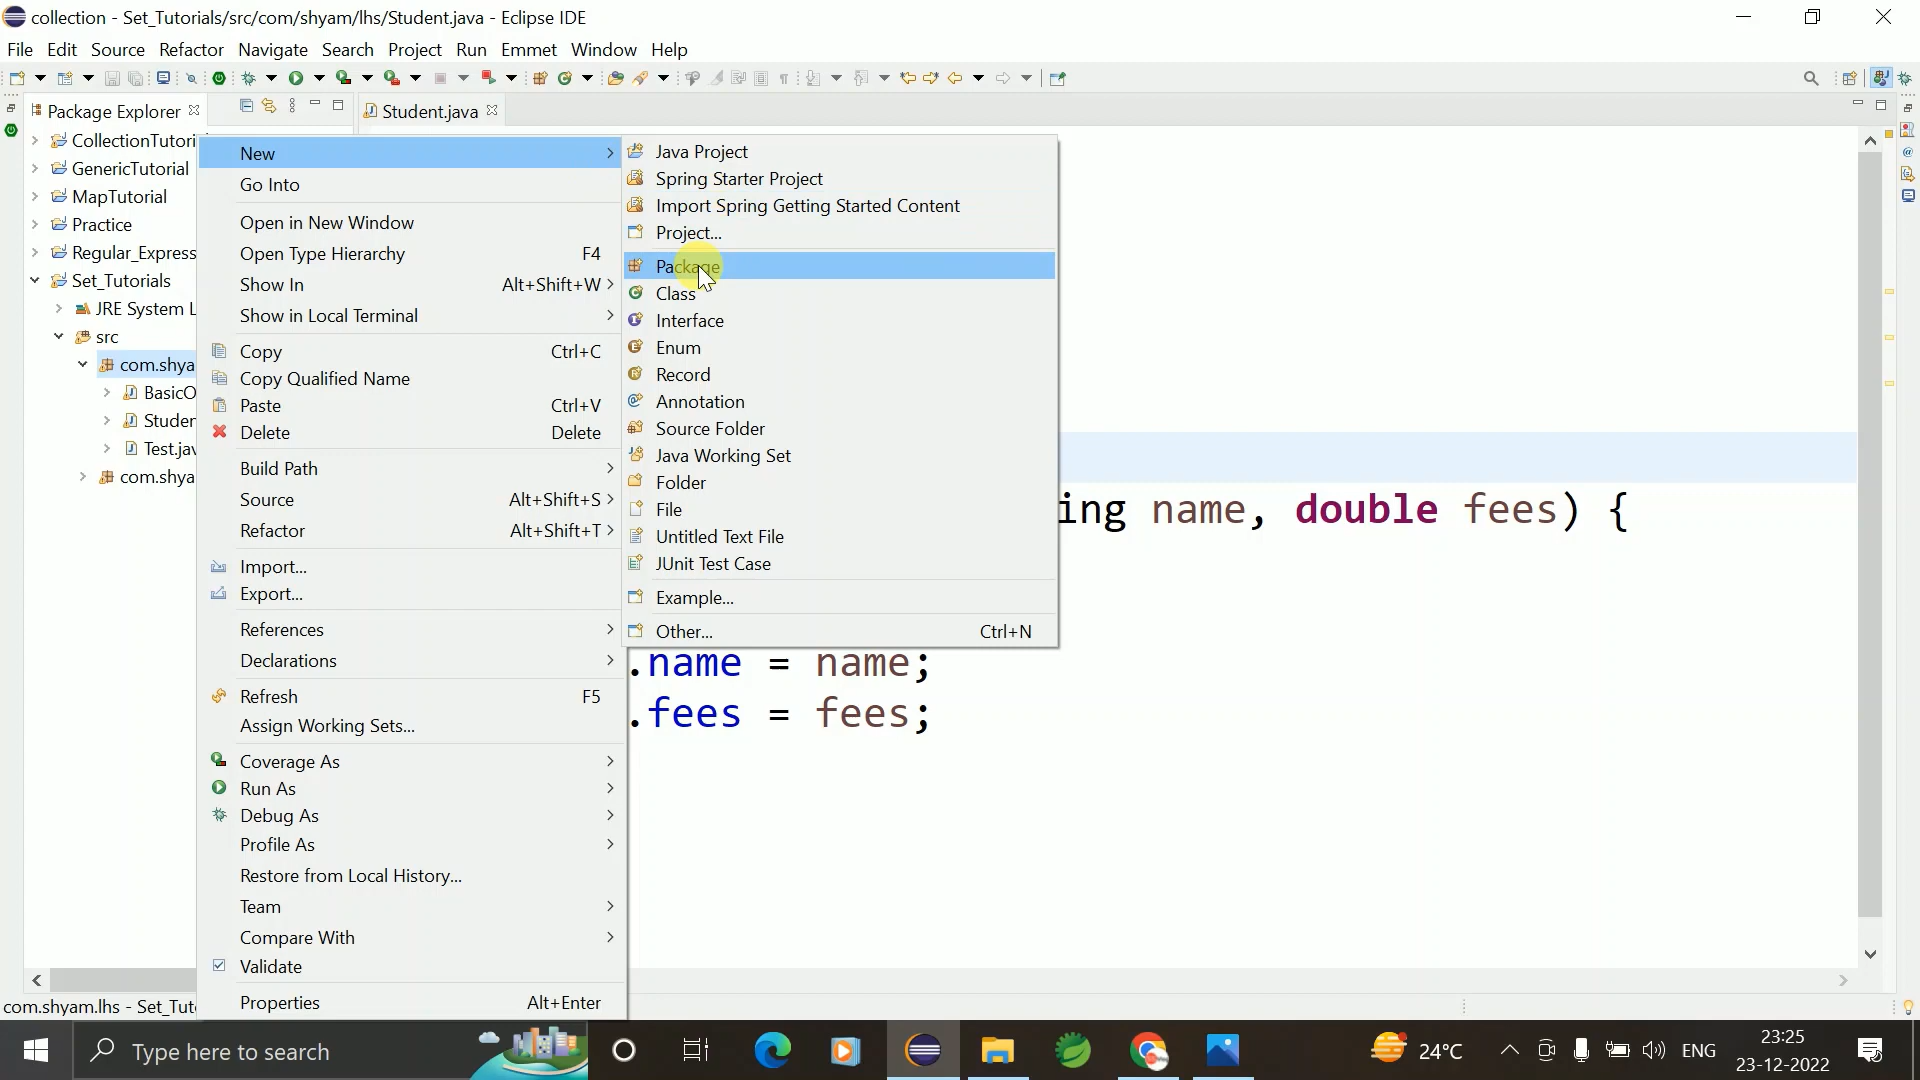 collection - Set_Tutorials/src/com/shyam/lhs/Student.java - Eclipse IDE
File Edit Source Refactor Navigate Search Project Run Emmet Window Help
Package Explorer
Student.java
CollectionTutori
GenericTutorial
MapTutorial
Practice
Regular_Express
Set_Tutorials
JRE System L
src
com.shya
BasicO
Studen
Test.jav
com.shya
New
Go Into
Open in New Window
Open Type Hierarchy F4
Show In Alt+Shift+W
Show in Local Terminal
Copy Ctrl+C
Copy Qualified Name
Paste Ctrl+V
Delete Delete
Build Path
Source Alt+Shift+S
Refactor Alt+Shift+T
Import...
Export...
References
Declarations
Refresh F5
Assign Working Sets...
Coverage As
Run As
Debug As
Profile As
Restore from Local History...
Team
Compare With
Validate
Properties Alt+Enter
Java Project
Spring Starter Project
Import Spring Getting Started Content
Project...
Package
Class
Interface
Enum
Record
Annotation
Source Folder
Java Working Set
Folder
File
Untitled Text File
JUnit Test Case
Example...
Other... Ctrl+N
ing name, double fees) {
.name = name;
.fees = fees;
com.shyam.lhs - Set_Tut
Type here to search
24°C
ENG
23:25
23-12-2022